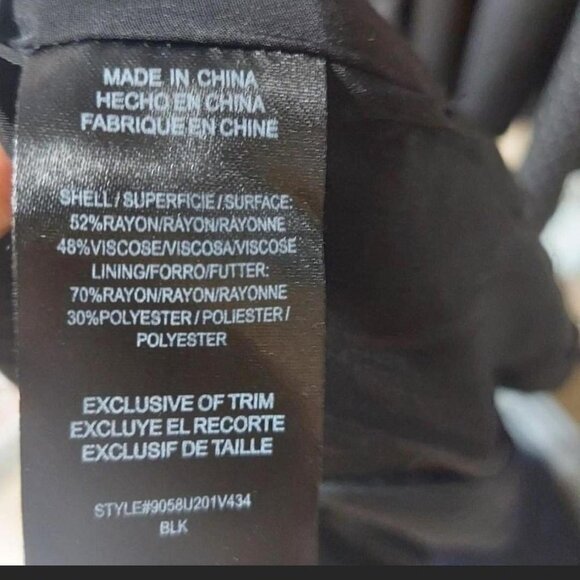 MADE IN CHINA
HECHO EN CHINA
FABRIQUE EN CHINE
SHELL/SUPERFICIE/SURFACE:
52%RAYON/RAYON/RAYONNE
48%VISCOSE/VISCOSA/VISCOSE
LINING/FORRO/FUTTER:
70%RAYON/RAYON/RAYONNE
30%POLYESTER/POLIESTER/
POLYESTER
EXCLUSIVE OF TRIM
EXCLUYE EL RECORTE
EXCLUSIF DE TAILLE
STYLE#9058U201V434
BLK